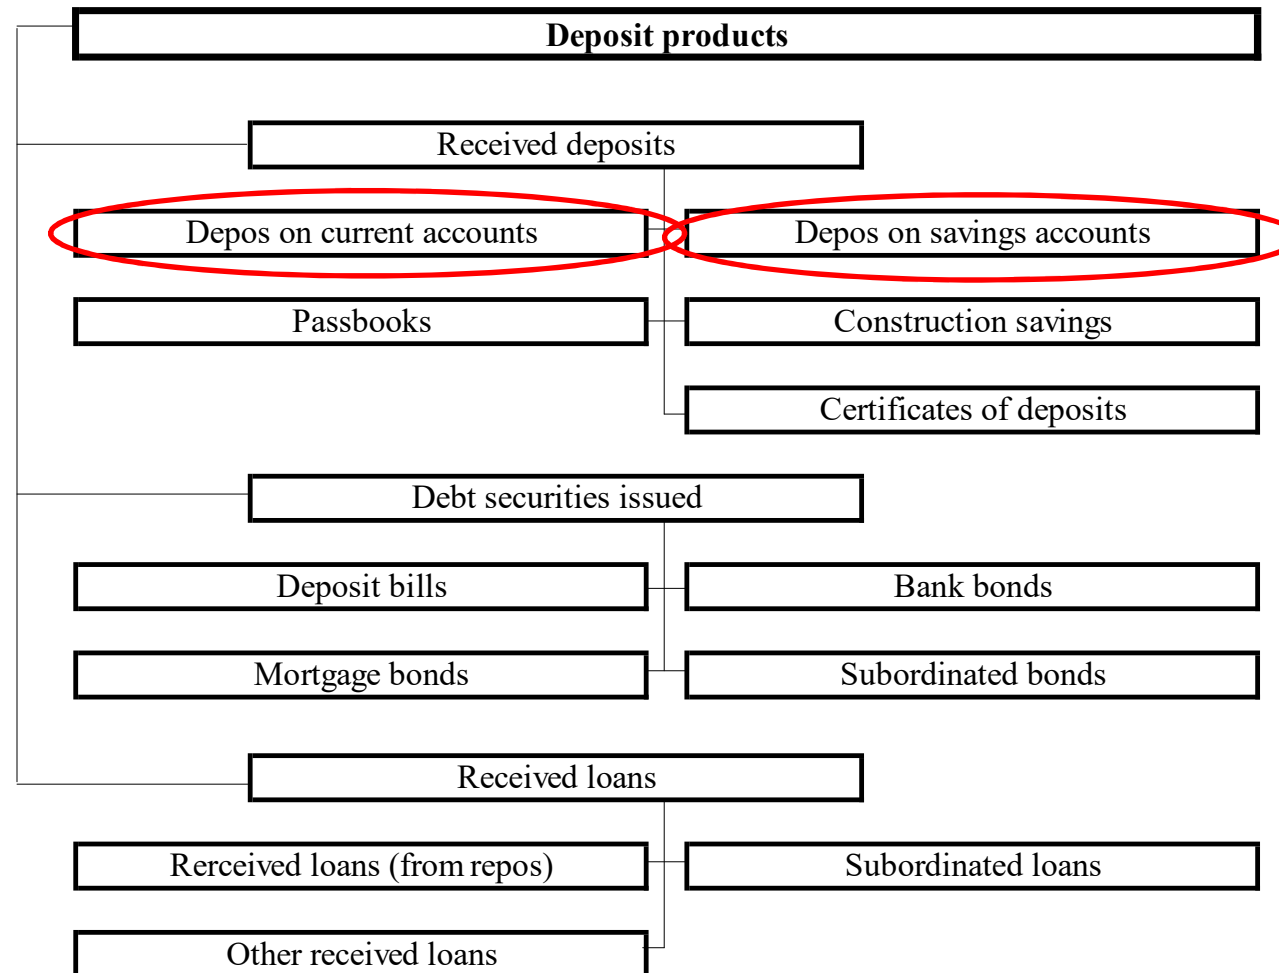 Deposit products
Received deposits
Depos on current accounts
Depos on savings accounts
Passbooks
Construction savings
Certificates of deposits
Debt securities issued
Deposit bills
Bank bonds
Mortgage bonds
Subordinated bonds
Received loans
Rerceived loans (from repos)
Subordinated loans
Other received loans